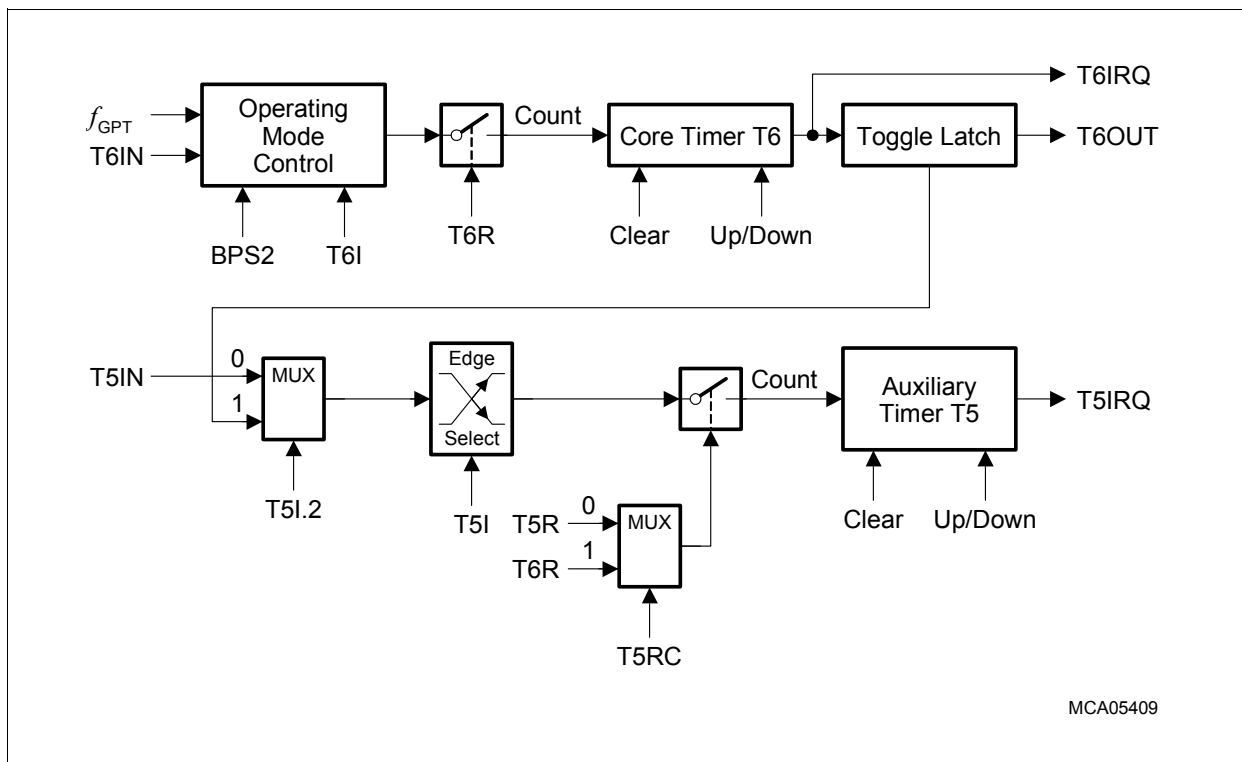 f GPT
T6IN
Operating
Mode
Control
BPS2
T6I
T6R
Count
Core Timer T6
Clear
Up/Down
Toggle Latch
T6IRQ
T6OUT
T5IN
0
1
MUX
T5I.2
Edge
Select
T5I
T5R
0
T6R
1
MUX
T5RC
Count
Auxiliary
Timer T5
Clear
Up/Down
T5IRQ
MCA05409